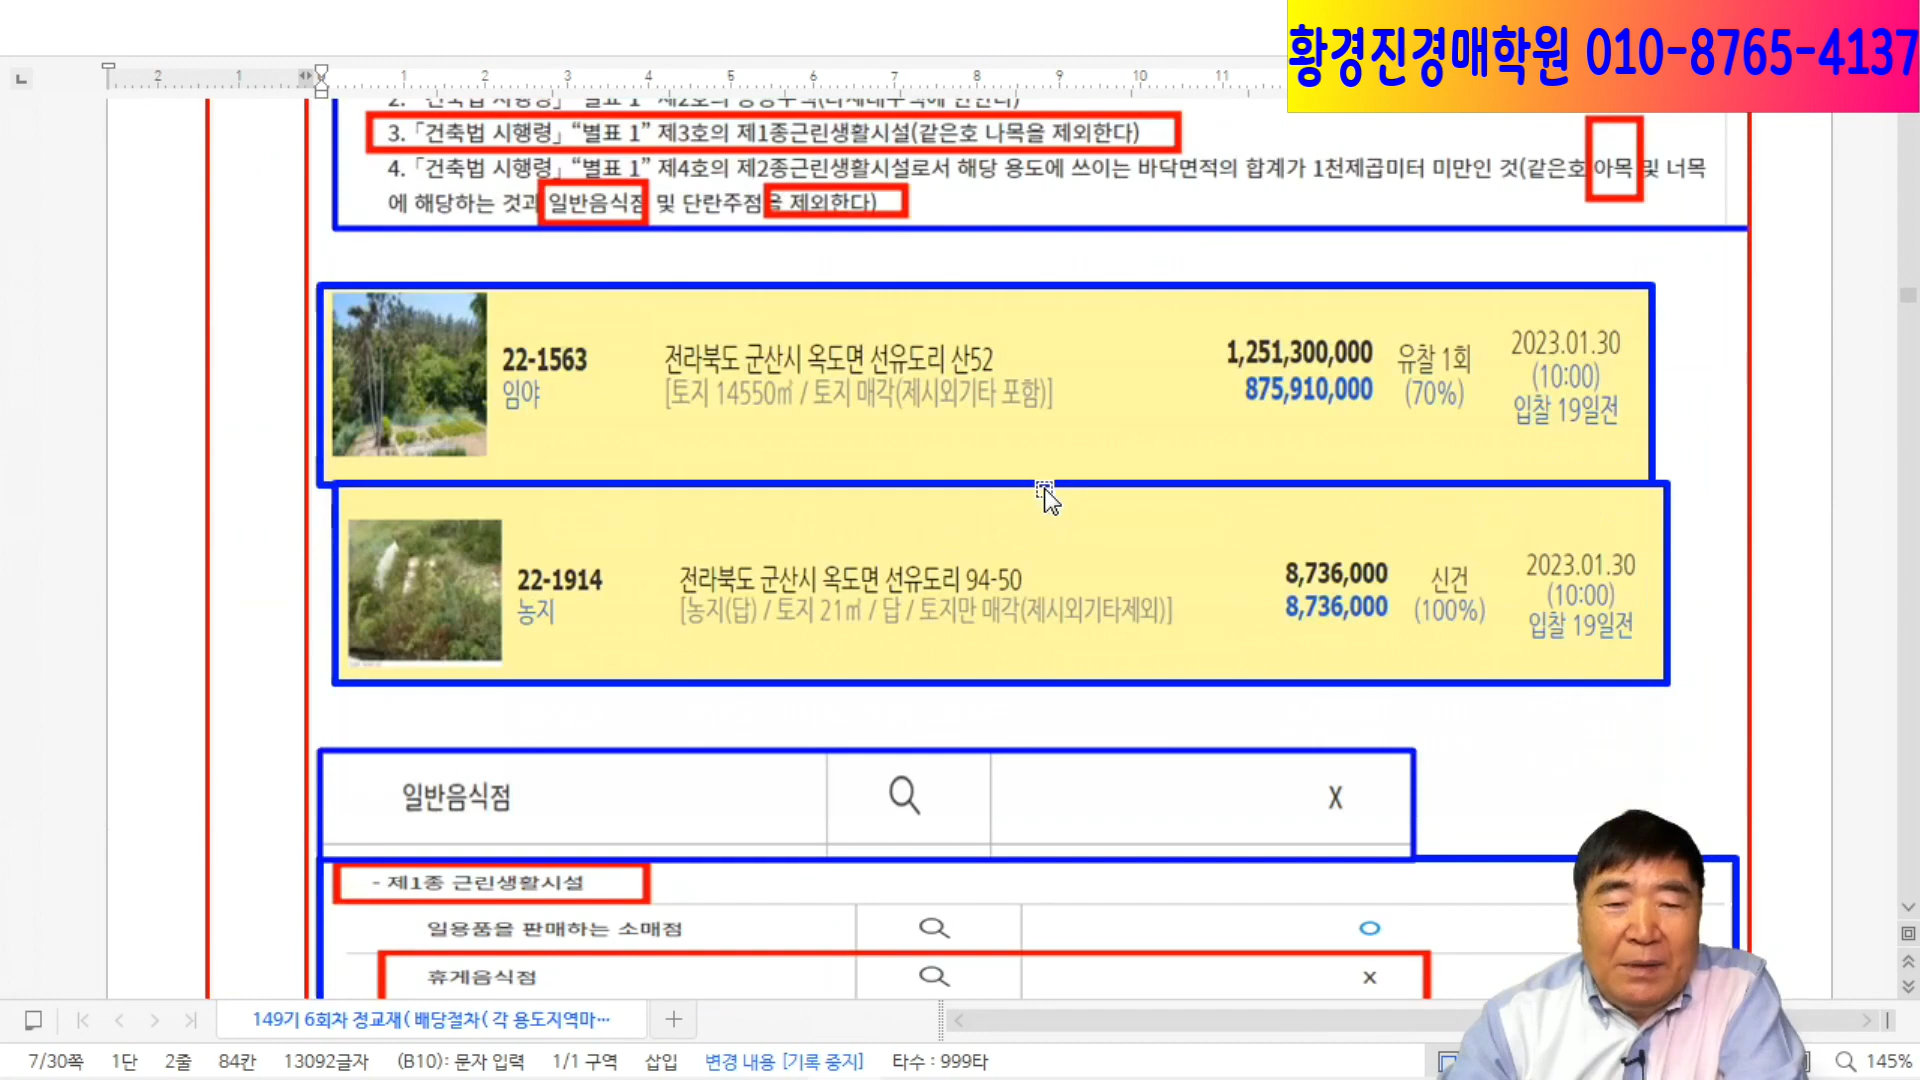 황경진경매학원 010-8765-4137
2 1 1 2 3 4 5 6 7 8 9 10 11
3.「건축법 시행령」 “별표 1” 제3호의 제1종근린생활시설(같은호 나목을 제외한다)
4.「건축법 시행령」 “별표 1” 제4호의 제2종근린생활시설로서 해당 용도에 쓰이는 바닥면적의 합계가 1천제곱미터 미만인 것(같은호 아목 및 너목
에 해당하는 것과 일반음식점 및 단란주점을 제외한다)
22-1563
임야
전라북도 군산시 옥도면 선유도리 산52
[토지 14550㎡ / 토지 매각(제시외기타 포함)]
1,251,300,000
875,910,000
유찰 1회
(70%)
2023.01.30
(10:00)
입찰 19일전
22-1914
농지
전라북도 군산시 옥도면 선유도리 94-50
[농지(답) / 토지 21㎡ / 답 / 토지만 매각(제시외기타제외)]
8,736,000
8,736,000
신건
(100%)
2023.01.30
(10:00)
입찰 19일전
일반음식점 X
- 제1종 근린생활시설
일용품을 판매하는 소매점
휴게음식점 X
149기 6회차 정교재( 배당절차( 각 용도지역마⋯
7/30쪽 1단 2줄 84칸 13092글자 (B10): 문자 입력 1/1 구역 삽입 변경 내용 [기록 중지] 타수 : 999타 145%